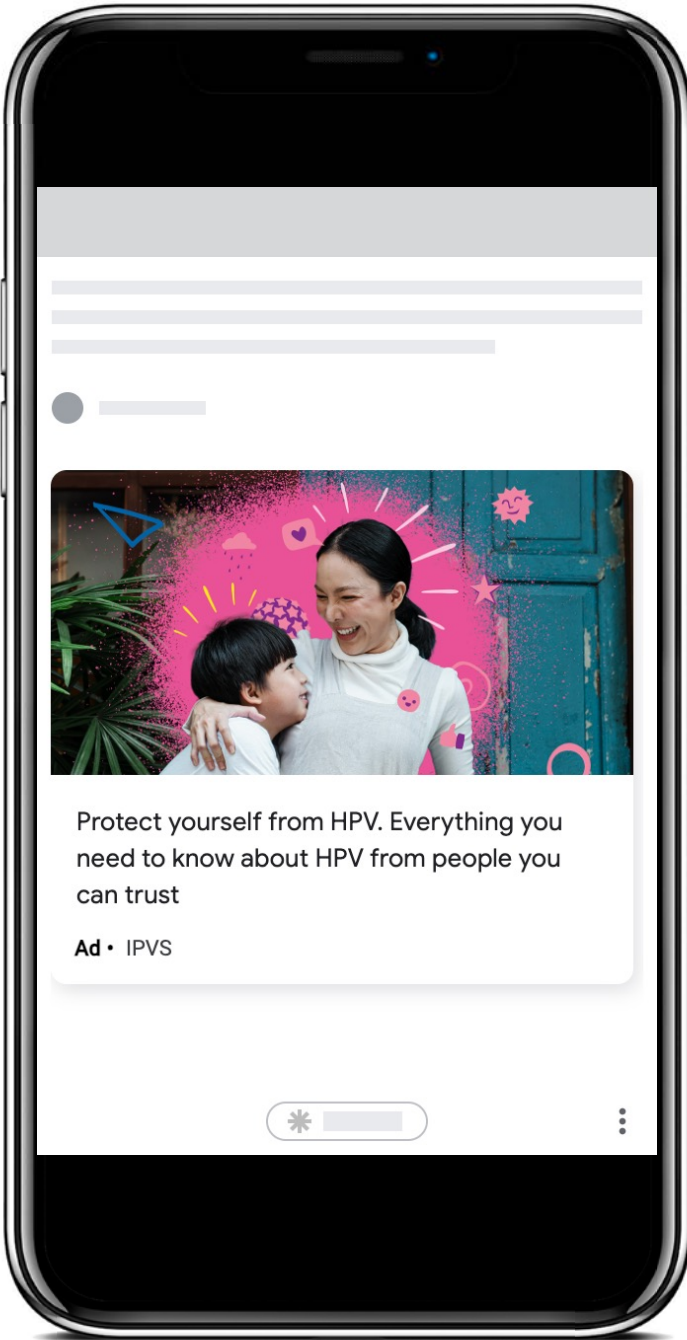 Protect yourself from HPV. Everything you
need to know about HPV from people you
can trust
Ad • IPVS